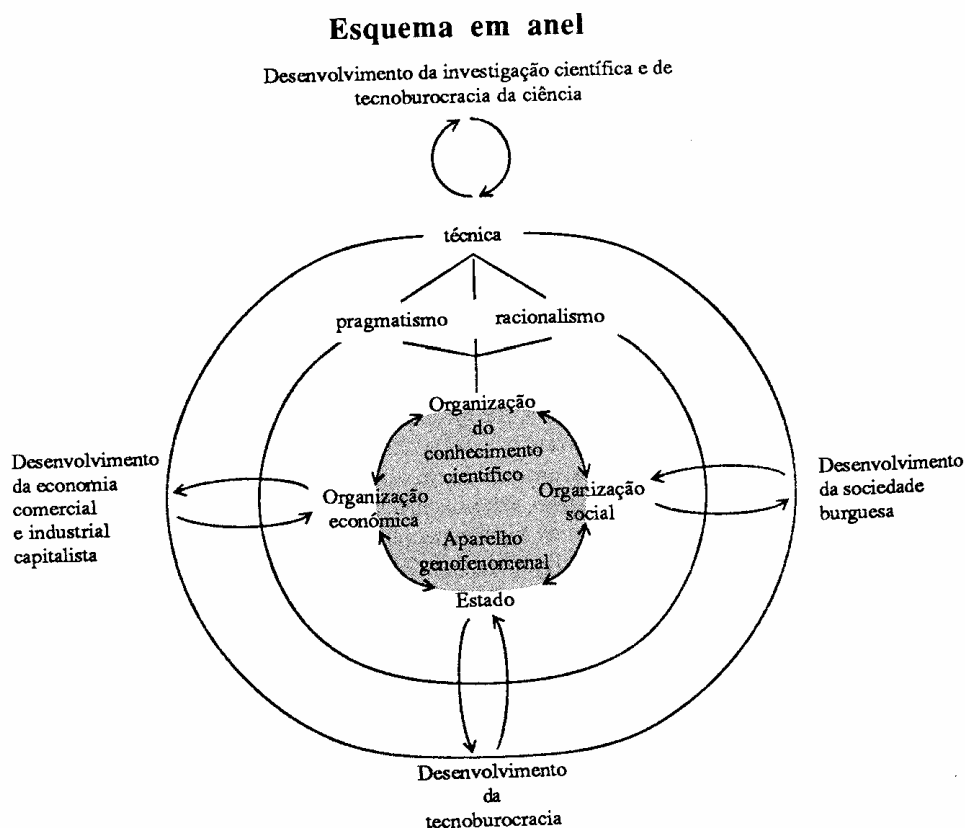 Esquema em anel
Desenvolvimento da investigação científica e de
tecnoburocracia da ciência
técnica
pragmatismo
racionalismo
Organização
do
conhecimento
científico
Desenvolvimento
da economia
comercial
e industrial
capitalista
Organização
económica
Organização
social
Desenvolvimento
da sociedade
burguesa
Aparelho
genofenomenal
Estado
Desenvolvimento
da
tecnoburocracia